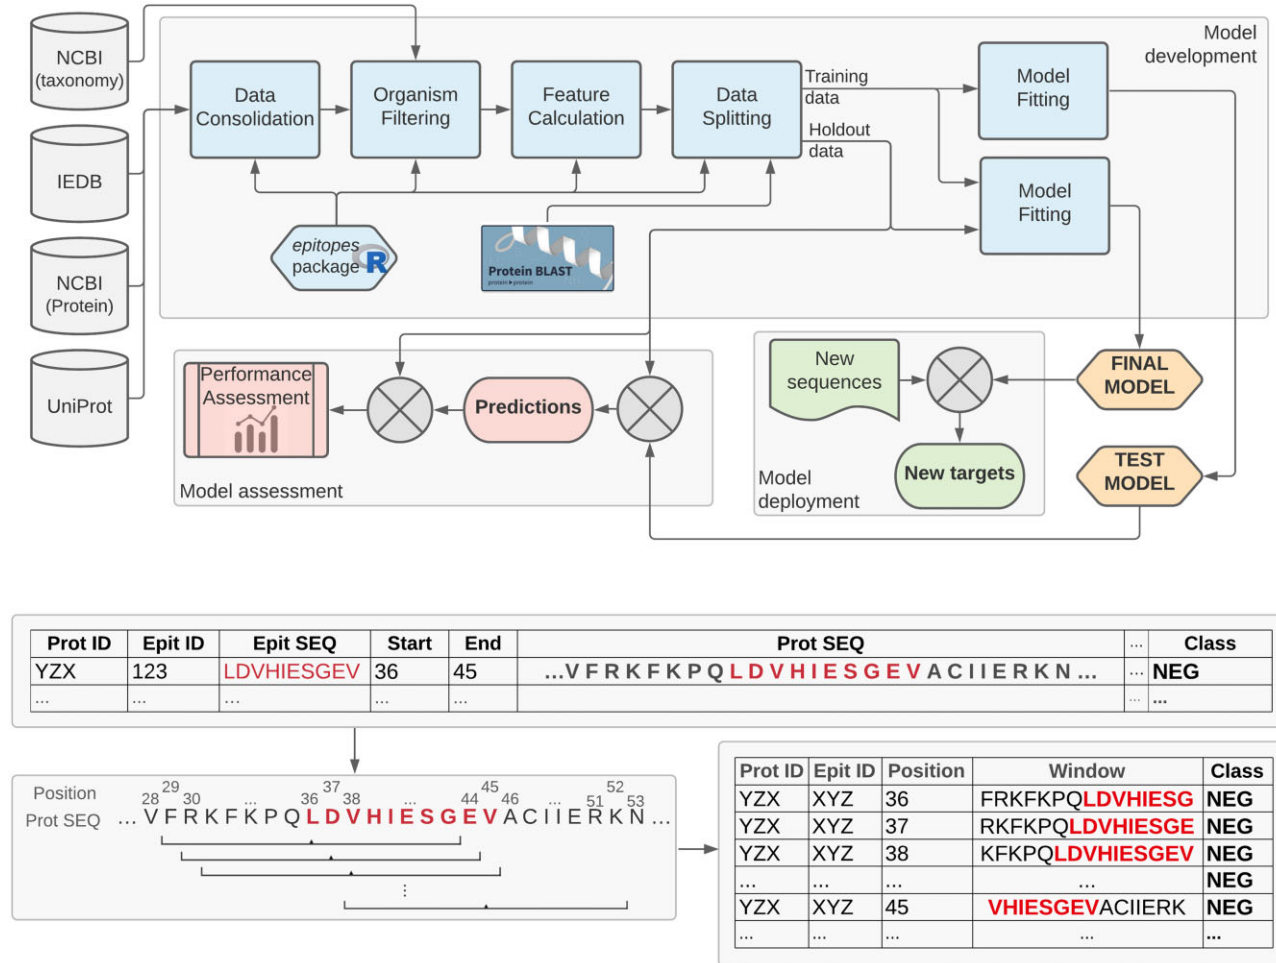 NCBI
(taxonomy)
IEDB
NCBI
(Protein)
UniProt
Model
development
Data
Consolidation
Organism
Filtering
Feature
Calculation
Data
Splitting
Training
data
Holdout
data
Model
Fitting
Model
Fitting
epitopes
package
R
Protein BLAST
protein ▸ protein
Performance
Assessment
Predictions
Model assessment
New
sequences
New targets
Model
deployment
FINAL
MODEL
TEST
MODEL
Prot ID Epit ID Epit SEQ Start End Prot SEQ ... Class
YZX 123 LDVHIESGEV 36 45 ...V F R K F K P Q L D V H I E S G E V A C I I E R K N ... ... NEG
... ... ... ... ...
Position 28 29 30 ... 36 37 38 ... 44 45 46 ... 51 52 53
Prot SEQ ... V F R K F K P Q L D V H I E S G E V A C I I E R K N ...
⋮
Prot ID Epit ID Position Window Class
YZX XYZ 36 FRKFKPQLDVHIESG NEG
YZX XYZ 37 RKFKPQLDVHIESGE NEG
YZX XYZ 38 KFKPQLDVHIESGEV NEG
... ... ... ... NEG
YZX XYZ 45 VHIESGEVACIIERK NEG
... ... ... ... ...